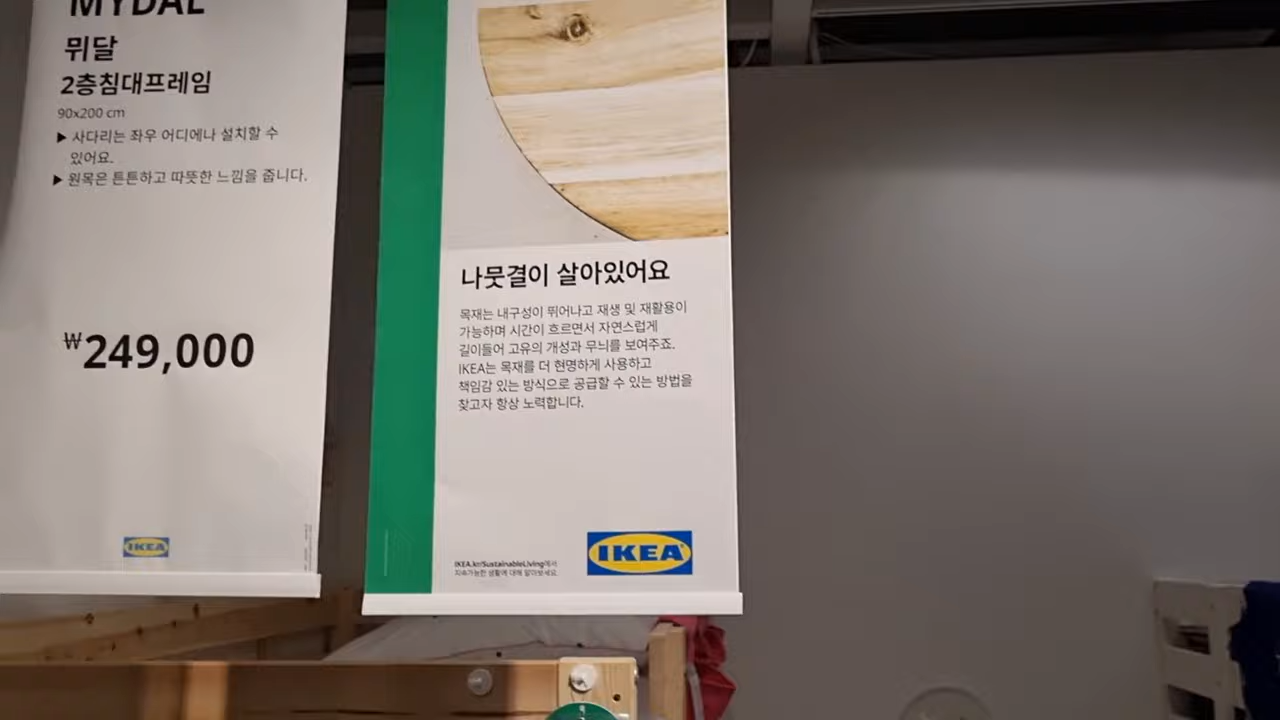 MYDAL
뮈달
2층침대프레임
90x200 cm
▶ 사다리는 좌우 어디에나 설치할 수
있어요.
▶ 원목은 튼튼하고 따뜻한 느낌을 줍니다.
₩249,000
IKEA
나뭇결이 살아있어요
목재는 내구성이 뛰어나고 재생 및 재활용이
가능하며 시간이 흐르면서 자연스럽게
길이들어 고유의 개성과 무늬를 보여주죠.
IKEA는 목재를 더 현명하게 사용하고
책임감 있는 방식으로 공급할 수 있는 방법을
찾고자 항상 노력합니다.
IKEA.kr/SustainableLiving에서
지속가능한 생활에 대해 알아보세요.
IKEA